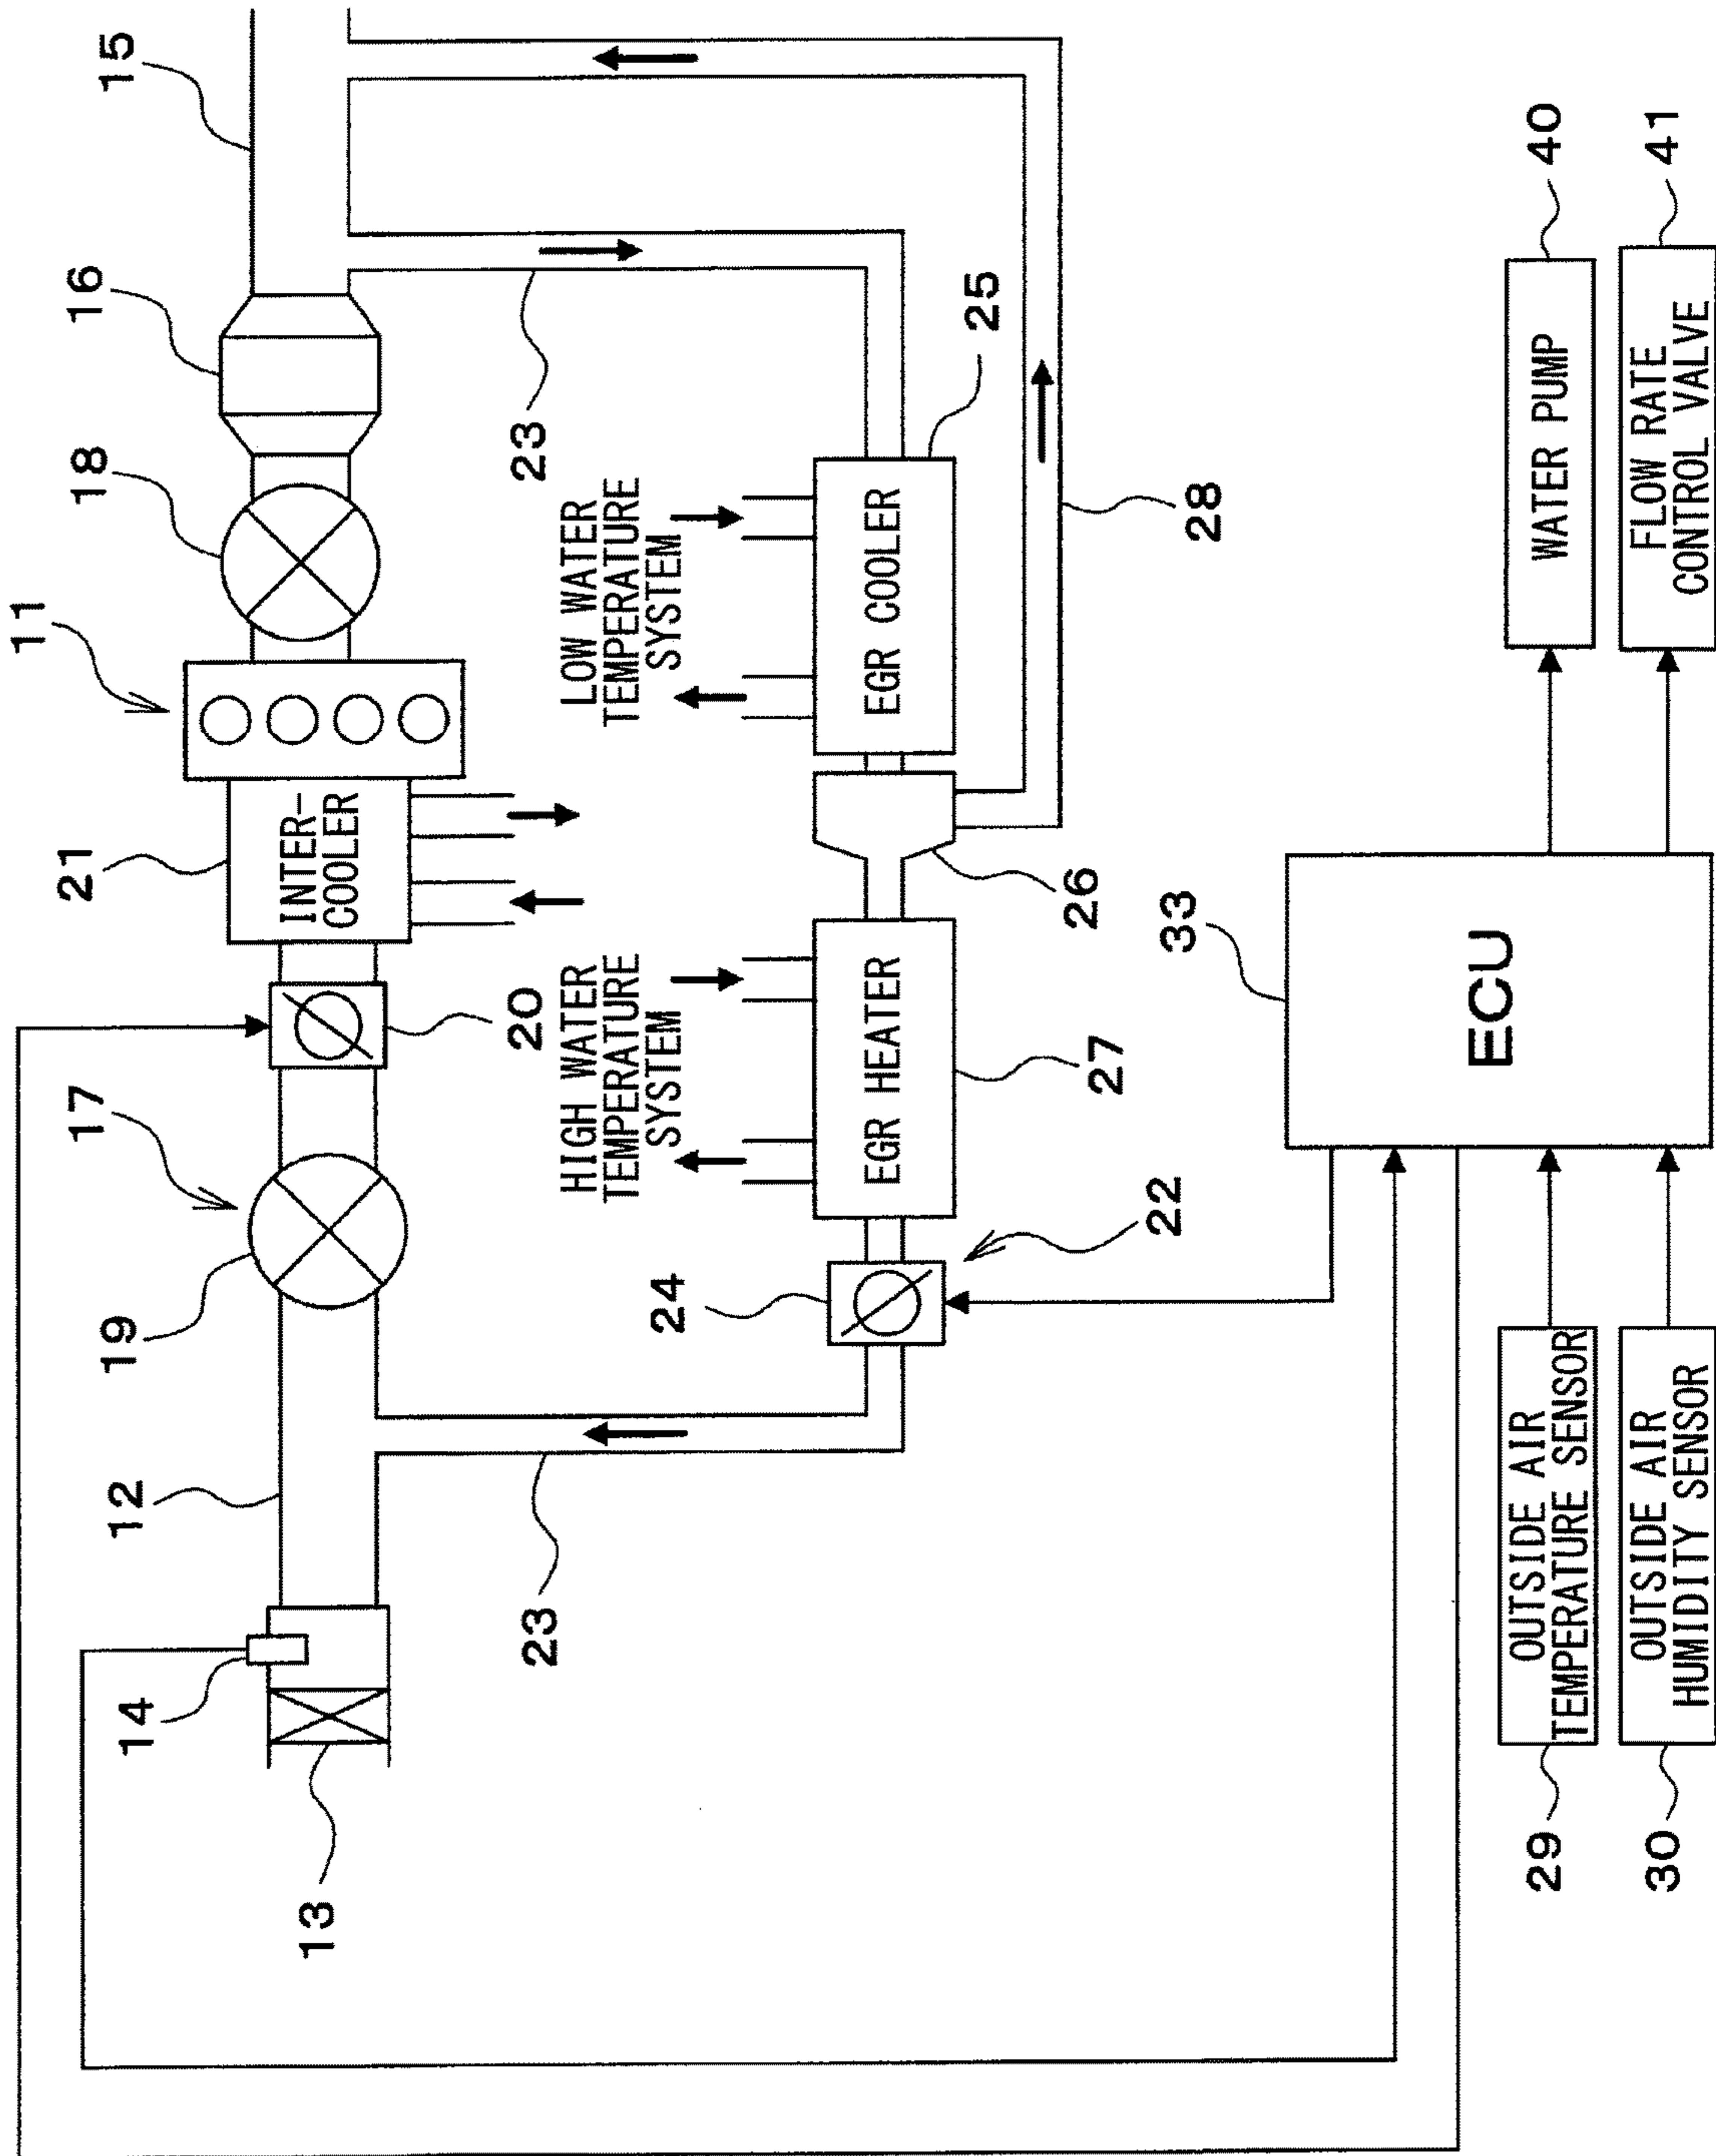 11
18
16
15
21
INTER-
COOLER
17
19
20
12
14
13
HIGH WATER
TEMPERATURE
SYSTEM
LOW WATER
TEMPERATURE
SYSTEM
23
23
24
EGR HEATER
EGR COOLER
25
22
27
26
28
33
ECU
29
OUTSIDE AIR
TEMPERATURE SENSOR
30
OUTSIDE AIR
HUMIDITY SENSOR
WATER PUMP
40
FLOW RATE
CONTROL VALVE
41